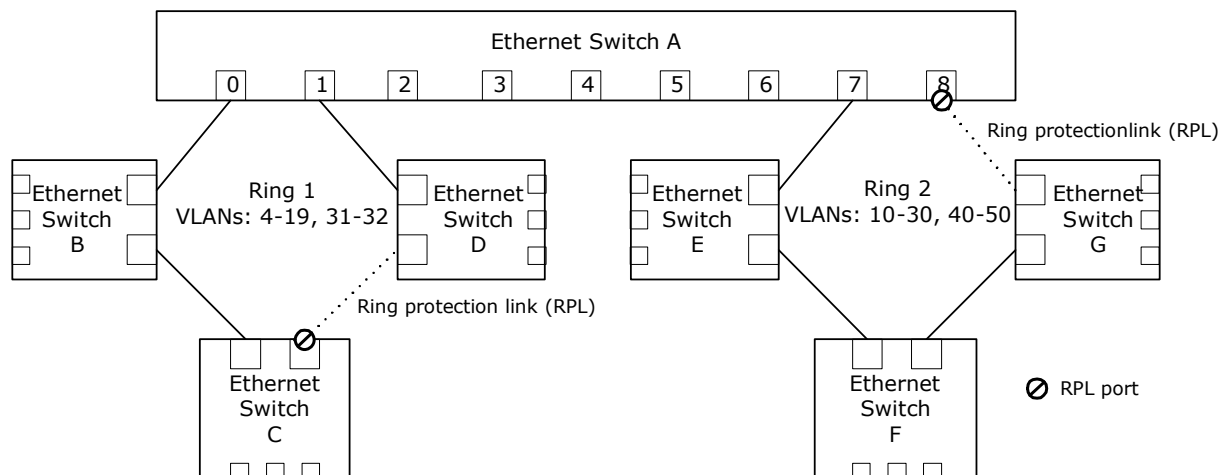 Ethernet Switch A
0 1 2 3 4 5 6 7 8
Ring protectionlink (RPL)
Ethernet
Switch
B
Ring 1
VLANs: 4-19, 31-32
Ethernet
Switch
D
Ethernet
Switch
E
Ring 2
VLANs: 10-30, 40-50
Ethernet
Switch
G
Ring protection link (RPL)
Ethernet
Switch
C
Ethernet
Switch
F
RPL port